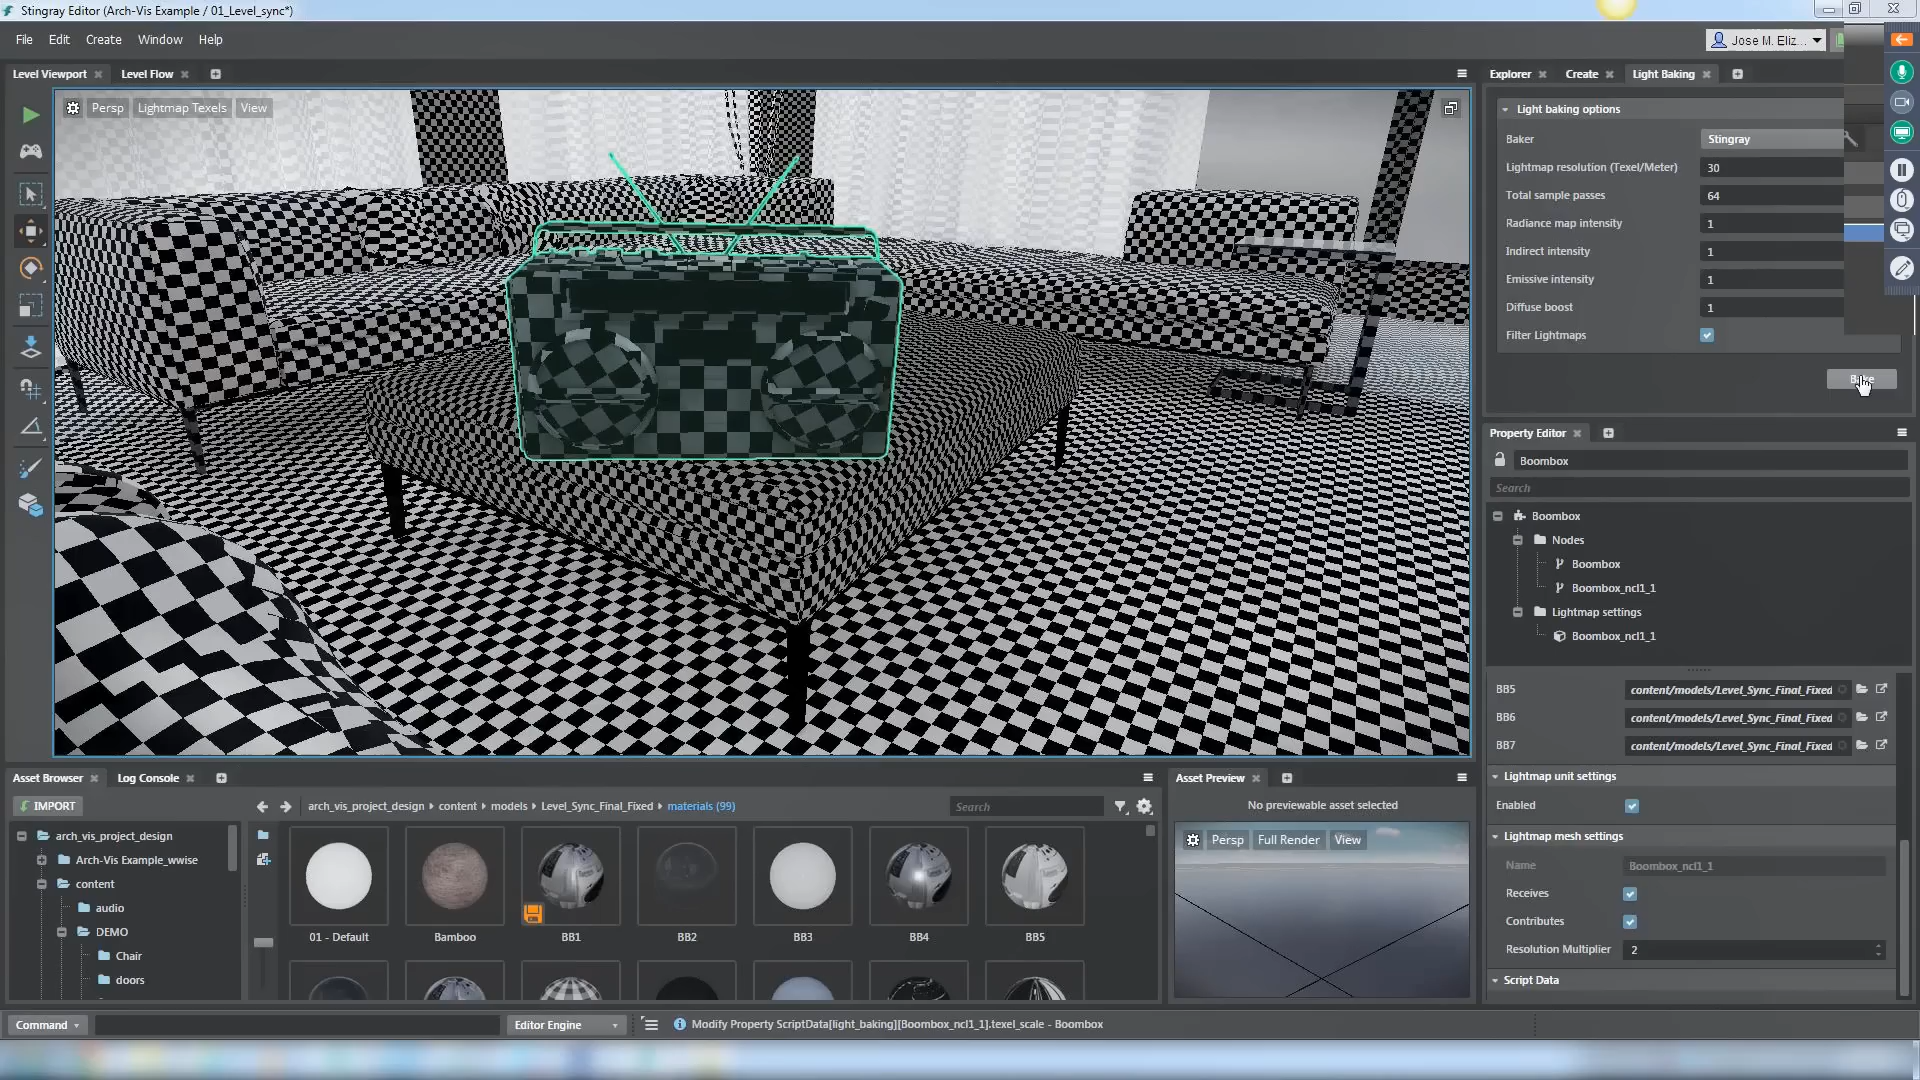 Stingray Editor (Arch-Vis Example / 01_Level_sync*)
File Edit Create Window Help
Jose M. Eliz...
Level Viewport Level Flow
Explorer Create Light Baking
Persp Lightmap Texels View
Light baking options
Baker Stingray
Lightmap resolution (Texel/Meter) 30
Total sample passes 64
Radiance map intensity 1
Indirect intensity 1
Emissive intensity 1
Diffuse boost 1
Filter Lightmaps
Bake
Property Editor
Boombox
Search
Boombox
Nodes
Boombox
Boombox_ncl1_1
Lightmap settings
Boombox_ncl1_1
BB5 content/models/Level_Sync_Final_Fixed
BB6 content/models/Level_Sync_Final_Fixed
BB7 content/models/Level_Sync_Final_Fixed
Lightmap unit settings
Enabled
Lightmap mesh settings
Name Boombox_ncl1_1
Receives
Contributes
Resolution Multiplier 2
Script Data
Asset Browser Log Console
IMPORT
arch_vis_project_design content models Level_Sync_Final_Fixed materials (99)
Search
arch_vis_project_design
Arch-Vis Example_wwise
content
audio
DEMO
Chair
doors
01 - Default Bamboo BB1 BB2 BB3 BB4 BB5
Asset Preview
No previewable asset selected
Persp Full Render View
Command
Editor Engine
Modify Property ScriptData[light_baking][Boombox_ncl1_1].texel_scale - Boombox